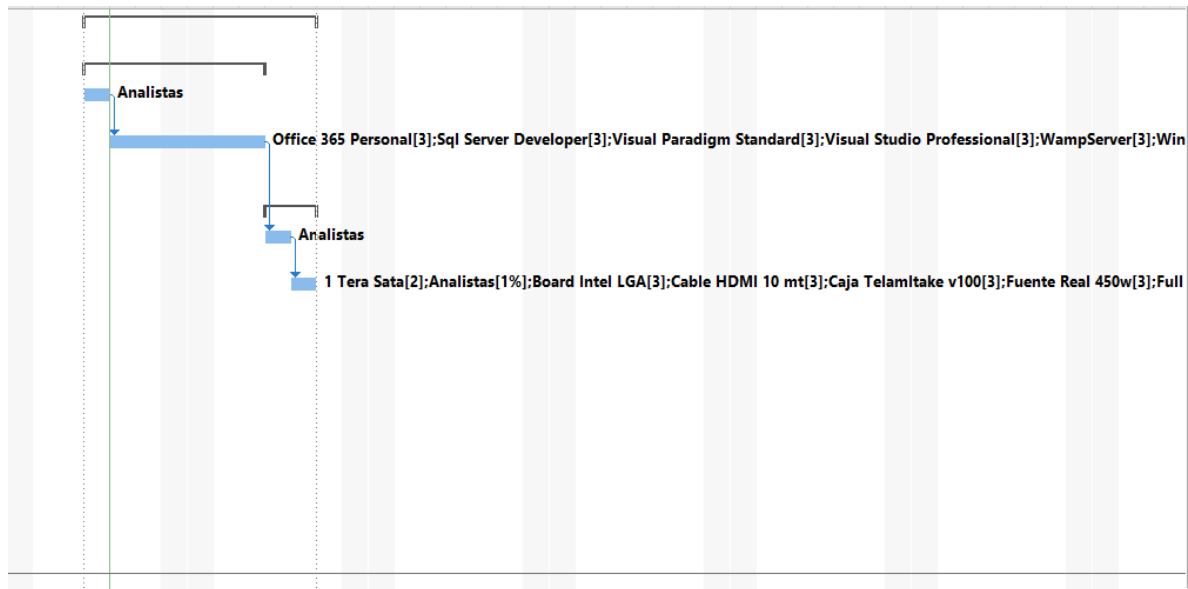 Analistas
Office 365 Personal[3];Sql Server Developer[3];Visual Paradigm Standard[3];Visual Studio Professional[3];WampServer[3];Win
Analistas
1 Tera Sata[2];Analistas[1%];Board Intel LGA[3];Cable HDMI 10 mt[3];Caja TelamItake v100[3];Fuente Real 450w[3];Full